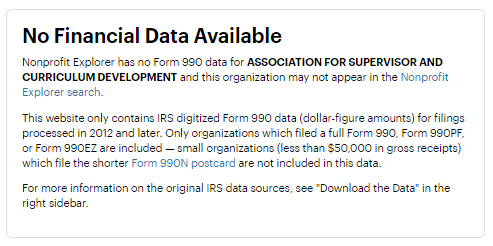 No Financial Data Available
Nonprofit Explorer has no Form 990 data for ASSOCIATION FOR SUPERVISOR AND
CURRICULUM DEVELOPMENT and this organization may not appear in the Nonprofit
Explorer search.
This website only contains IRS digitized Form 990 data (dollar-figure amounts) for filings
processed in 2012 and later. Only organizations which filed a full Form 990, Form 990PF,
or Form 990EZ are included — small organizations (less than $50,000 in gross receipts)
which file the shorter Form 990N postcard are not included in this data.
For more information on the original IRS data sources, see "Download the Data" in the
right sidebar.